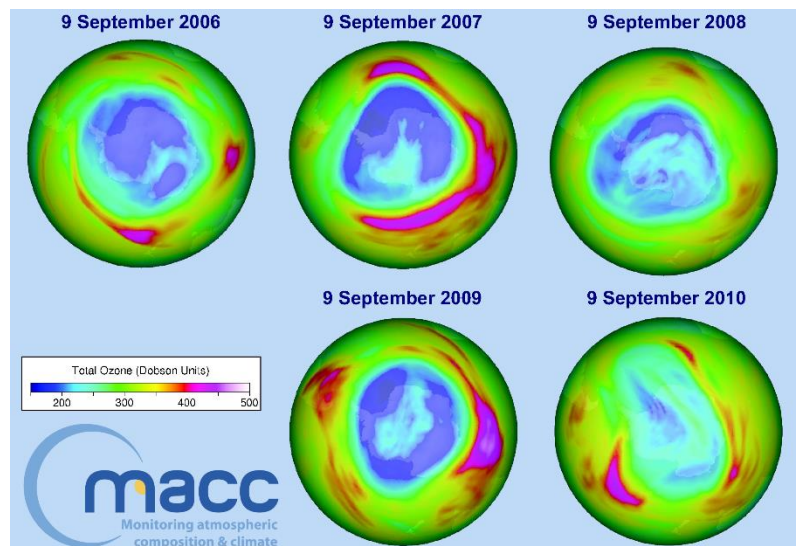 9 September 2006
9 September 2007
9 September 2008
9 September 2009
9 September 2010
Total Ozone (Dobson Units)
200 300 400 500
macc
Monitoring atmospheric
composition & climate